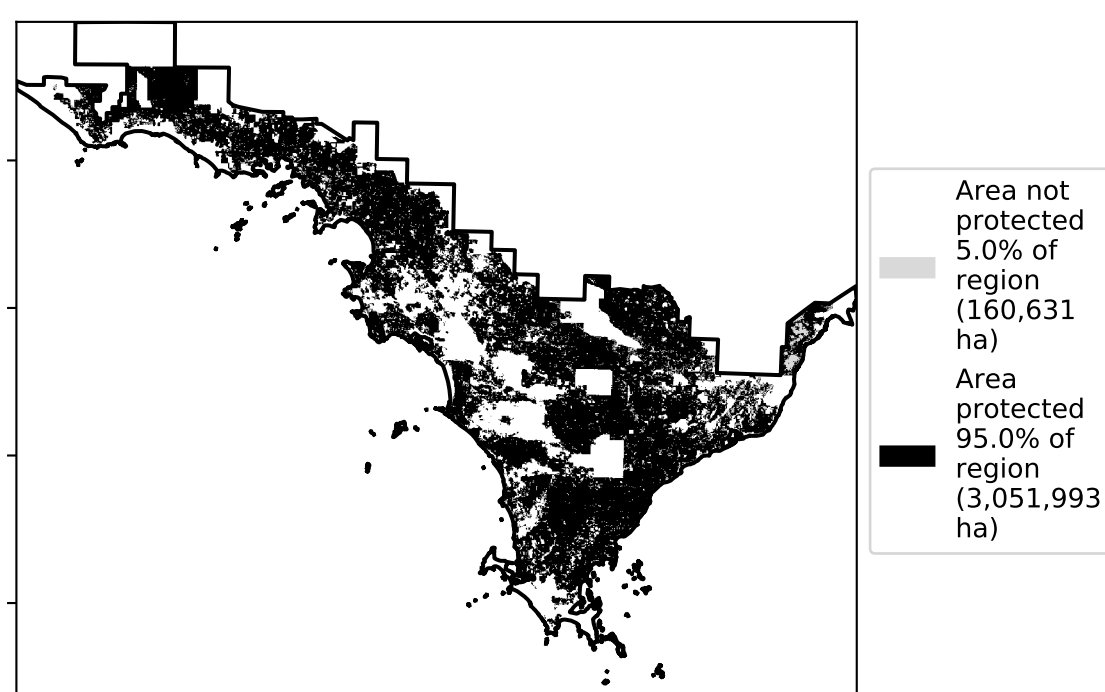 Area not
protected
5.0% of
region
(160,631
ha)
Area
protected
95.0% of
region
(3,051,993
ha)